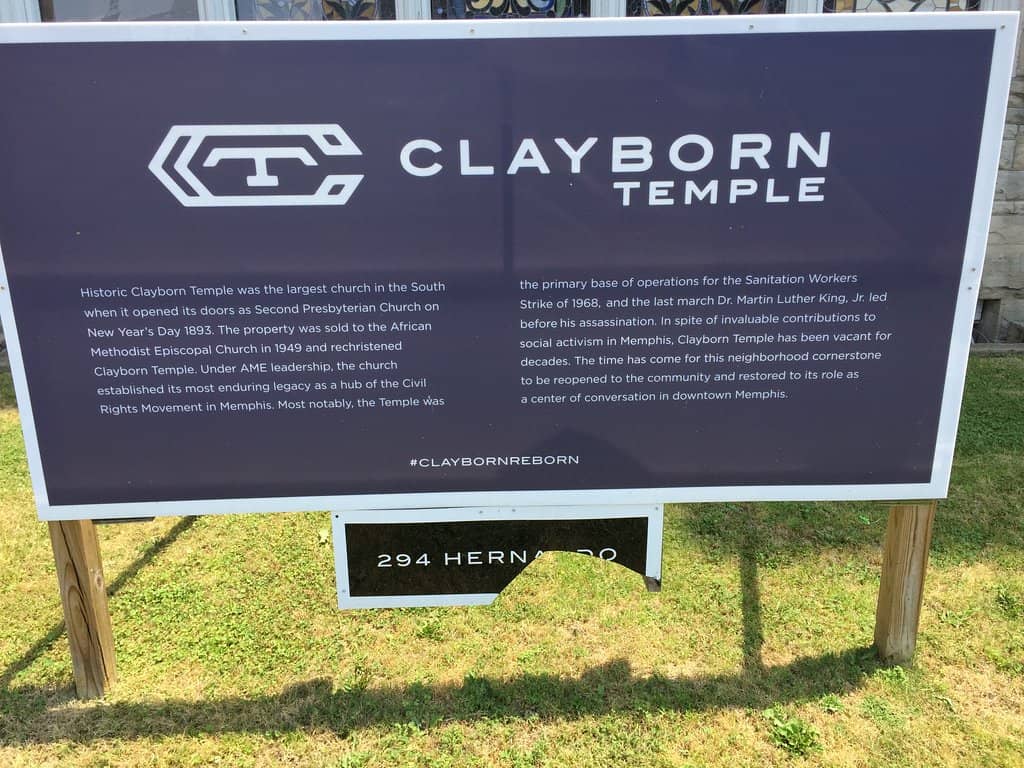 CT
CLAYBORN
TEMPLE
Historic Clayborn Temple was the largest church in the South
when it opened its doors as Second Presbyterian Church on
New Year's Day 1893. The property was sold to the African
Methodist Episcopal Church in 1949 and rechristened
Clayborn Temple. Under AME leadership, the church
established its most enduring legacy as a hub of the Civil
Rights Movement in Memphis. Most notably, the Temple was
the primary base of operations for the Sanitation Workers
Strike of 1968, and the last march Dr. Martin Luther King, Jr. led
before his assassination. In spite of invaluable contributions to
social activism in Memphis, Clayborn Temple has been vacant for
decades. The time has come for this neighborhood cornerstone
to be reopened to the community and restored to its role as
a center of conversation in downtown Memphis.
#CLAYBORNREBORN
294